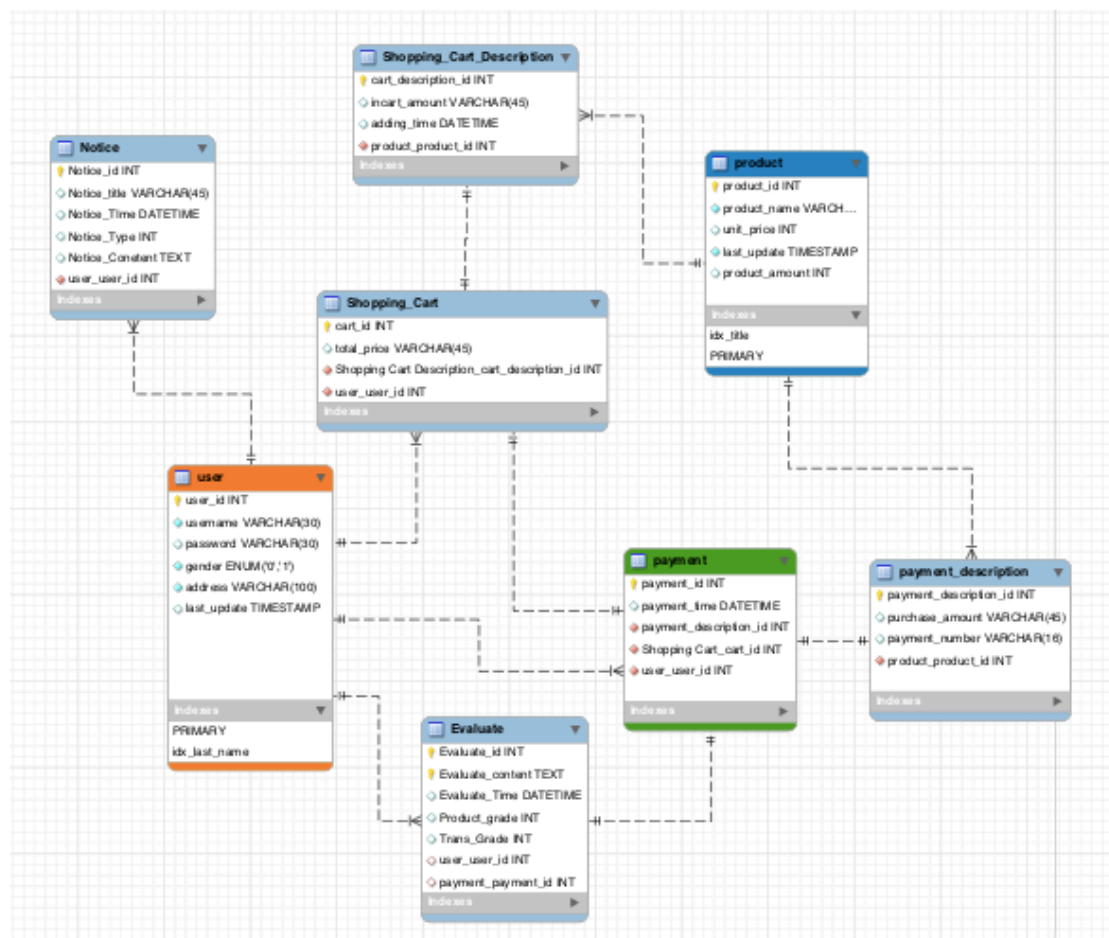 Shopping_Cart_Description
cart_description_id INT
incart_amount VARCHAR(45)
adding_time DATETIME
product_product_id INT
Indexes
Notice
Notice_id INT
Notice_title VARCHAR(45)
Notice_Time DATETIME
Notice_Type INT
Notice_Conetent TEXT
user_user_id INT
Indexes
product
product_id INT
product_name VARCH...
unit_price INT
last_update TIMESTAMP
product_amount INT
Indexes
idx_title
PRIMARY
Shopping_Cart
cart_id INT
total_price VARCHAR(45)
Shopping Cart Description_cart_description_id INT
user_user_id INT
Indexes
user
user_id INT
username VARCHAR(30)
password VARCHAR(30)
gender ENUM('0','1')
address VARCHAR(100)
last_update TIMESTAMP
Indexes
PRIMARY
idx_last_name
payment
payment_id INT
payment_time DATETIME
payment_description_id INT
Shopping Cart_cart_id INT
user_user_id INT
Indexes
payment_description
payment_description_id INT
purchase_amount VARCHAR(45)
payment_number VARCHAR(16)
product_product_id INT
Indexes
Evaluate
Evaluate_id INT
Evaluate_content TEXT
Evaluate_Time DATETIME
Product_grade INT
Trans_Grade INT
user_user_id INT
payment_payment_id INT
Indexes